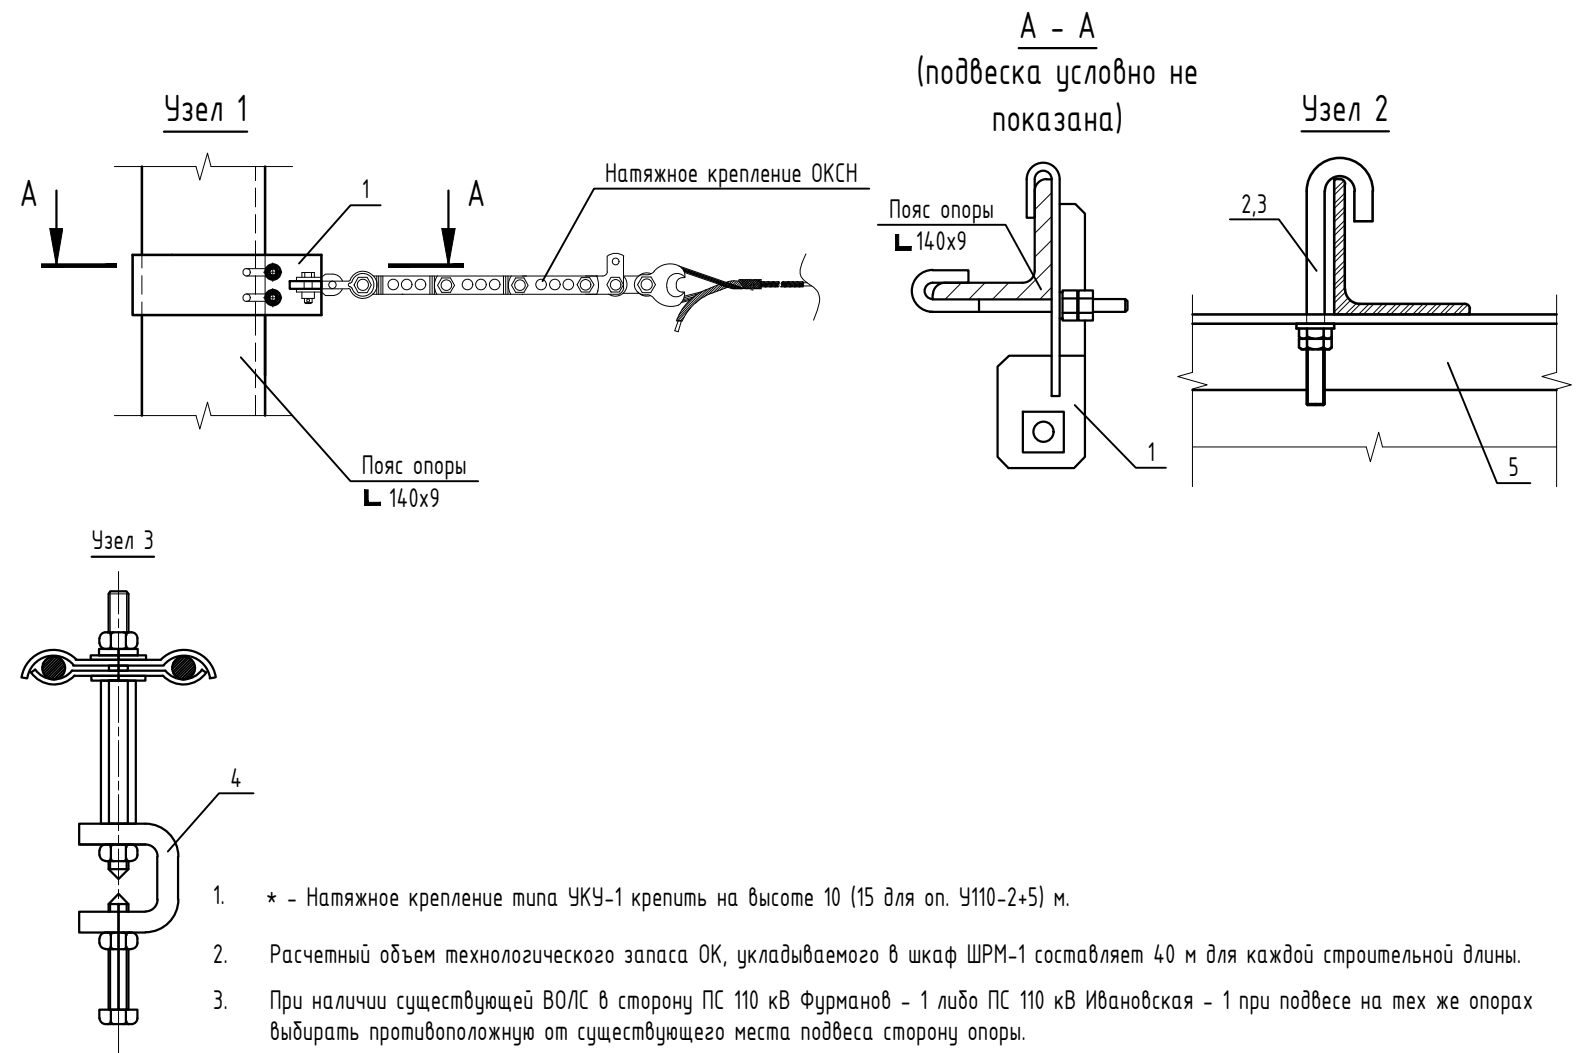 А - А
(подвеска условно не
показана)
Узел 1
Узел 2
А
А
1
Натяжное крепление ОКСН
Пояс опоры
140х9
2,3
1
5
Пояс опоры
140х9
Узел 3
4
1. * - Натяжное крепление типа УКУ-1 крепить на высоте 10 (15 для оп. У110-2+5) м.
2. Расчетный объем технологического запаса ОК, укладываемого в шкаф ШРМ-1 составляет 40 м для каждой строительной длины.
3. При наличии существующей ВОЛС в сторону ПС 110 кВ Фурманов - 1 либо ПС 110 кВ Ивановская - 1 при подвесе на тех же опорах
выбирать противоположную от существующего места подвеса сторону опоры.